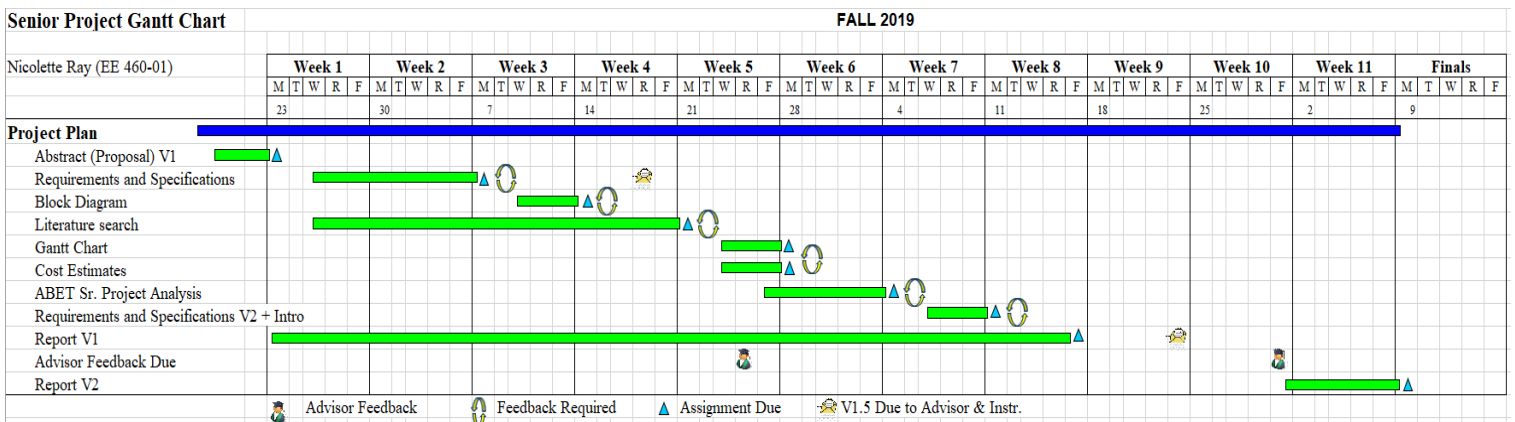 Senior Project Gantt Chart FALL 2019
Nicolette Ray (EE 460-01) Week 1 Week 2 Week 3 Week 4 Week 5 Week 6 Week 7 Week 8 Week 9 Week 10 Week 11 Finals
M T W R F M T W R F M T W R F M T W R F M T W R F M T W R F M T W R F M T W R F M T W R F M T W R F M T W R F M T W R F
23 30 7 14 21 28 4 11 18 25 2 9
Project Plan
Abstract (Proposal) V1
Requirements and Specifications
Block Diagram
Literature search
Gantt Chart
Cost Estimates
ABET Sr. Project Analysis
Requirements and Specifications V2 + Intro
Report V1
Advisor Feedback Due
Report V2
Advisor Feedback Feedback Required Assignment Due V1.5 Due to Advisor & Instr.